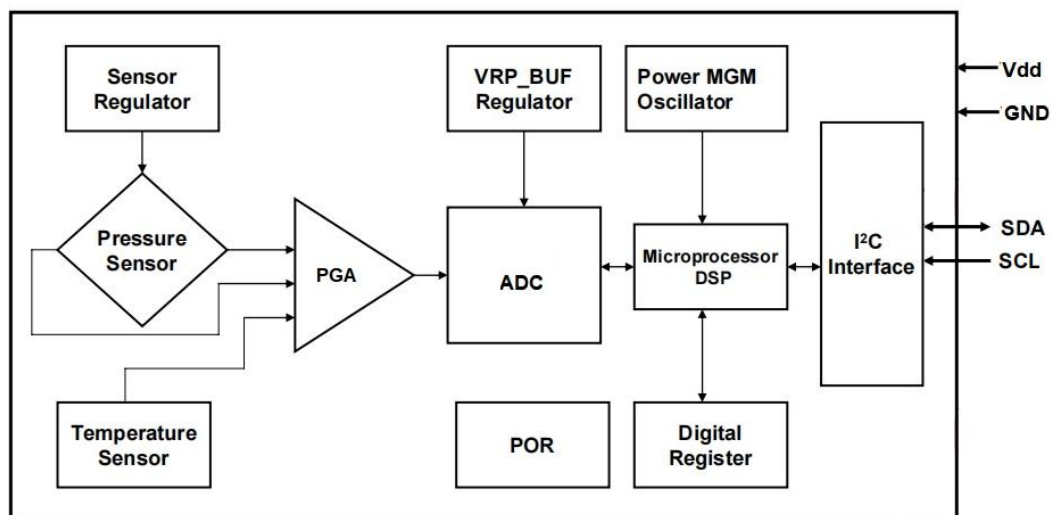 Sensor
Regulator
VRP_BUF
Regulator
Power MGM
Oscillator
Vdd
GND
Pressure
Sensor
PGA
ADC
Microprocessor
DSP
I²C
Interface
SDA
SCL
Temperature
Sensor
POR
Digital
Register